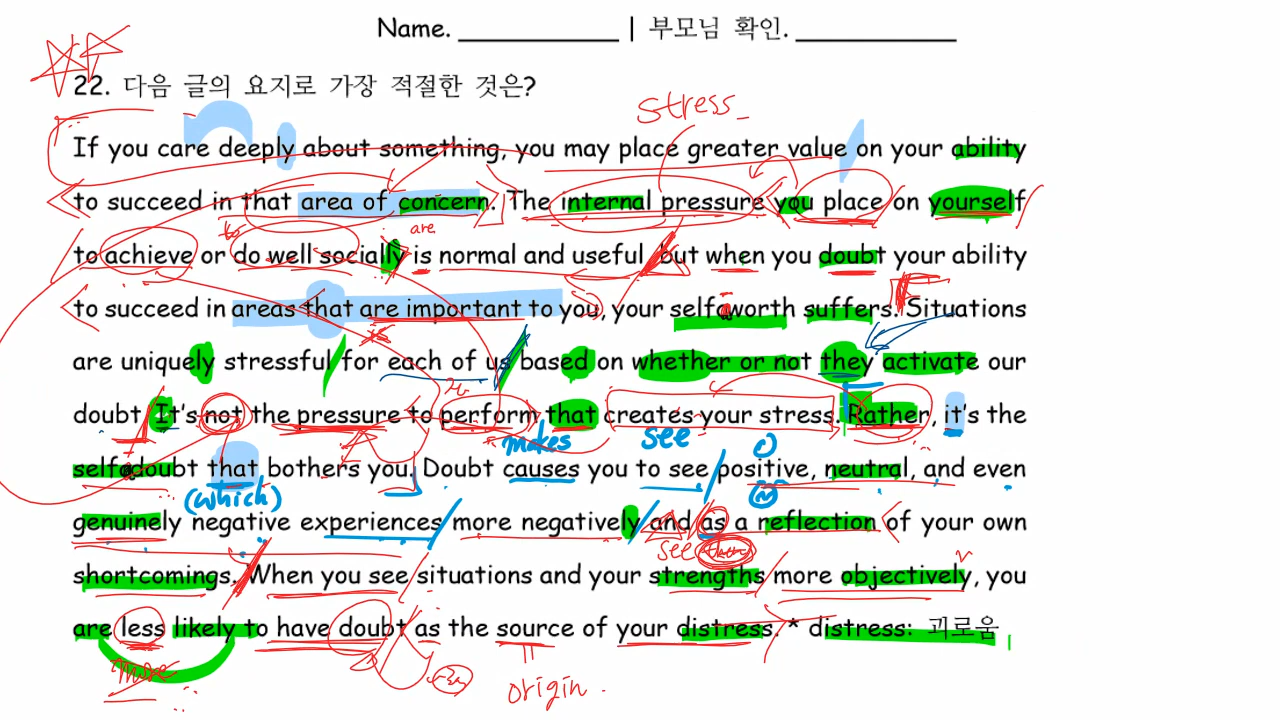 Name. ____________ | 부모님 확인. ____________
22. 다음 글의 요지로 가장 적절한 것은?
stress
If you care deeply about something, you may place greater value on your ability
to succeed in that area of concern. The internal pressure you place on yourself
to are
to achieve or do well socially is normal and useful, but when you doubt your ability
to succeed in areas that are important to you, your self-worth suffers. Situations
are uniquely stressful for each of us based on whether or not they activate our
doubt. It's not the pressure to perform that creates your stress. Rather, it's the
makes see
self-doubt that bothers you. Doubt causes you to see positive, neutral, and even
(which)
genuinely negative experiences more negatively and as a reflection of your own
see
shortcomings. When you see situations and your strengths more objectively, you
are less likely to have doubt as the source of your distress. * distress: 괴로움
more
origin.